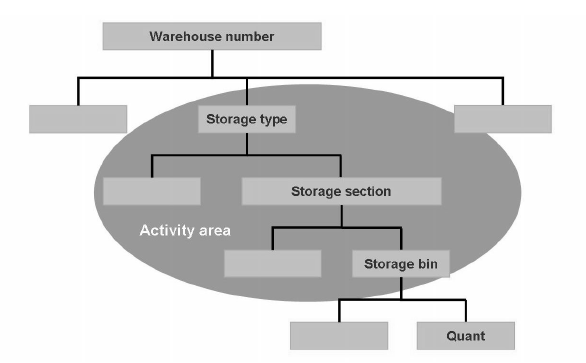 Warehouse number
Storage type
Storage section
Activity area
Storage bin
Quant